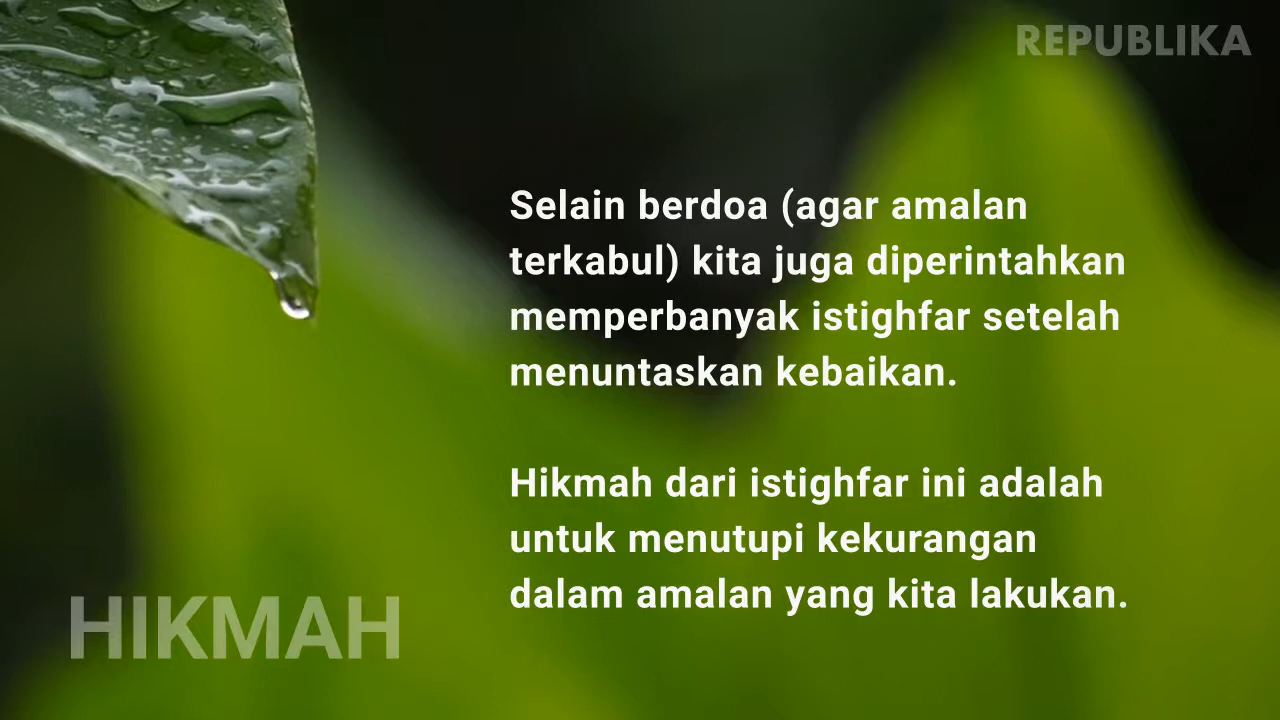 REPUBLIKA
Selain berdoa (agar amalan
terkabul) kita juga diperintahkan
memperbanyak istighfar setelah
menuntaskan kebaikan.
Hikmah dari istighfar ini adalah
untuk menutupi kekurangan
dalam amalan yang kita lakukan.
HIKMAH